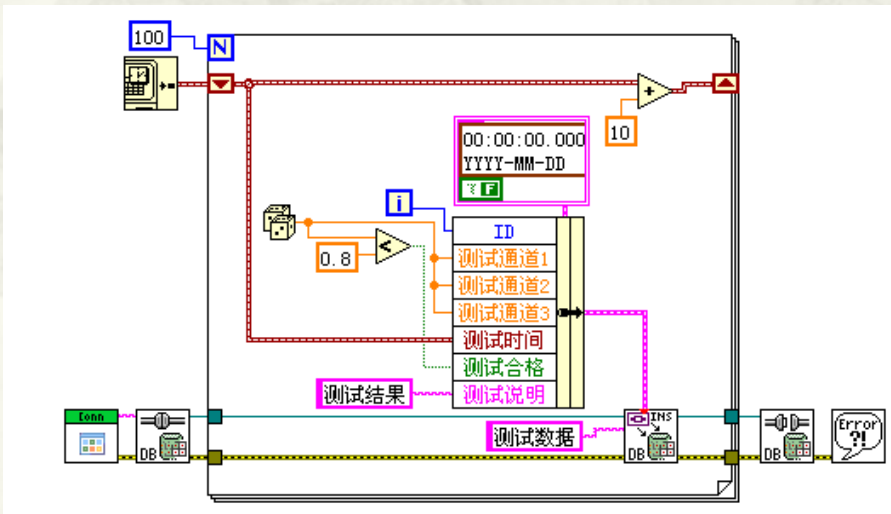 100
N
00:00:00.000
YYYY-MM-DD
F
10
i
0.8
<
+
ID
测试通道1
测试通道2
测试通道3
测试时间
测试合格
测试说明
测试结果
测试数据
Conn
DB
INS
DB
DB
Error
?!